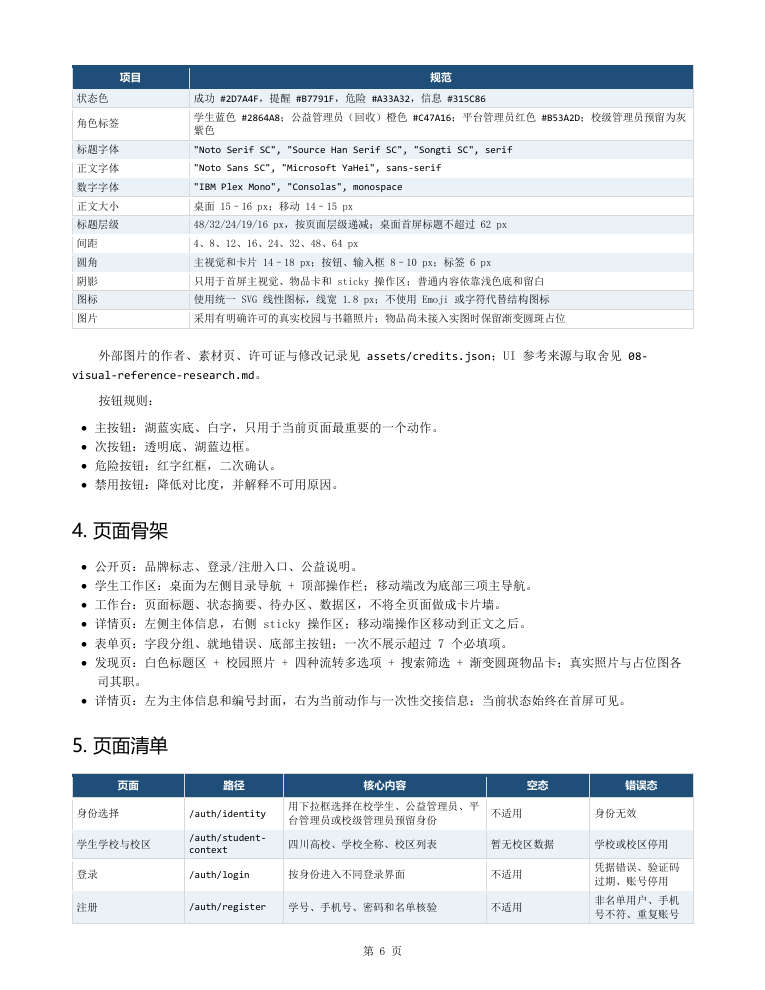 项目 规范
状态色 成功 #2D7A4F，提醒 #B7791F，危险 #A33A32，信息 #315C86
角色标签 学生蓝色 #2864A8；公益管理员（回收）橙色 #C47A16；平台管理员红色 #B53A2D；校级管理员预留为灰
紫色
标题字体 "Noto Serif SC", "Source Han Serif SC", "Songti SC", serif
正文字体 "Noto Sans SC", "Microsoft YaHei", sans-serif
数字字体 "IBM Plex Mono", "Consolas", monospace
正文大小 桌面 15–16 px；移动 14–15 px
标题层级 48/32/24/19/16 px，按页面层级递减；桌面首屏标题不超过 62 px
间距 4、8、12、16、24、32、48、64 px
圆角 主视觉和卡片 14–18 px；按钮、输入框 8–10 px；标签 6 px
阴影 只用于首屏主视觉、物品卡和 sticky 操作区；普通内容依靠浅色底和留白
图标 使用统一 SVG 线性图标，线宽 1.8 px；不使用 Emoji 或字符代替结构图标
图片 采用有明确许可的真实校园与书籍照片；物品尚未接入实图时保留渐变圆斑占位
外部图片的作者、素材页、许可证与修改记录见 assets/credits.json；UI 参考来源与取舍见 08-
visual-reference-research.md。
按钮规则：
● 主按钮：湖蓝实底、白字，只用于当前页面最重要的一个动作。
● 次按钮：透明底、湖蓝边框。
● 危险按钮：红字红框，二次确认。
● 禁用按钮：降低对比度，并解释不可用原因。
4. 页面骨架
● 公开页：品牌标志、登录/注册入口、公益说明。
● 学生工作区：桌面为左侧目录导航 + 顶部操作栏；移动端改为底部三项主导航。
● 工作台：页面标题、状态摘要、待办区、数据区，不将全页面做成卡片墙。
● 详情页：左侧主体信息，右侧 sticky 操作区；移动端操作区移动到正文之后。
● 表单页：字段分组、就地错误、底部主按钮；一次不展示超过 7 个必填项。
● 发现页：白色标题区 + 校园照片 + 四种流转多选项 + 搜索筛选 + 渐变圆斑物品卡；真实照片与占位图各
司其职。
● 详情页：左为主体信息和编号封面，右为当前动作与一次性交接信息；当前状态始终在首屏可见。
5. 页面清单
页面 路径 核心内容 空态 错误态
身份选择 /auth/identity 用下拉框选择在校学生、公益管理员、平
台管理员或校级管理员预留身份 不适用 身份无效
学生学校与校区 /auth/student-
context 四川高校、学校全称、校区列表 暂无校区数据 学校或校区停用
登录 /auth/login 按身份进入不同登录界面 不适用 凭据错误、验证码
过期、账号停用
注册 /auth/register 学号、手机号、密码和名单核验 不适用 非名单用户、手机
号不符、重复账号
第 6 页